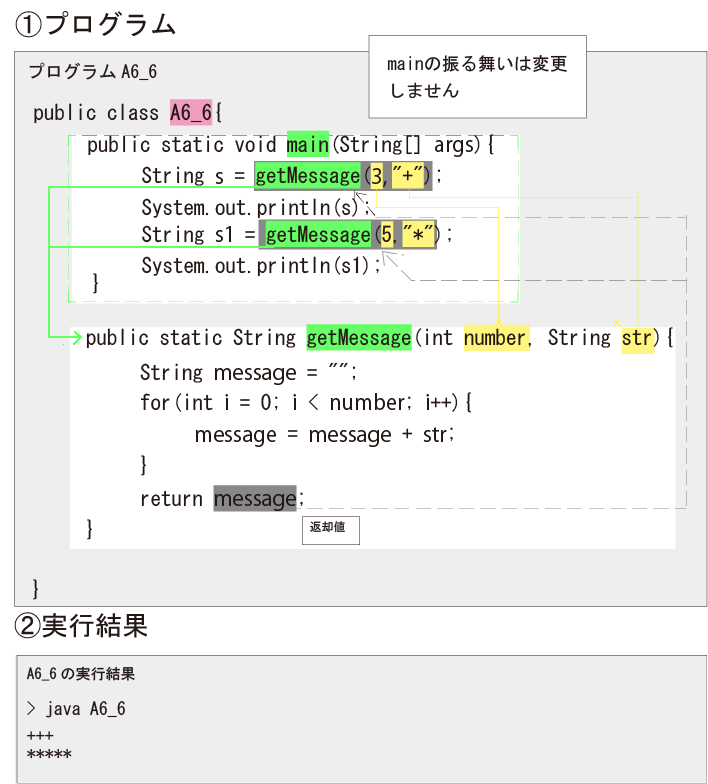 ①プログラム
プログラム A6_6
mainの振る舞いは変更
しません
public class A6_6{
public static void main(String[] args){
String s = getMessage(3,"+");
System.out.println(s);
String s1 = getMessage(5,"*");
System.out.println(s1);
}
public static String getMessage(int number, String str){
String message = "";
for(int i = 0; i < number; i++){
message = message + str;
}
return message;
返却値
}
}
②実行結果
A6_6 の実行結果
> java A6_6
+++
*****